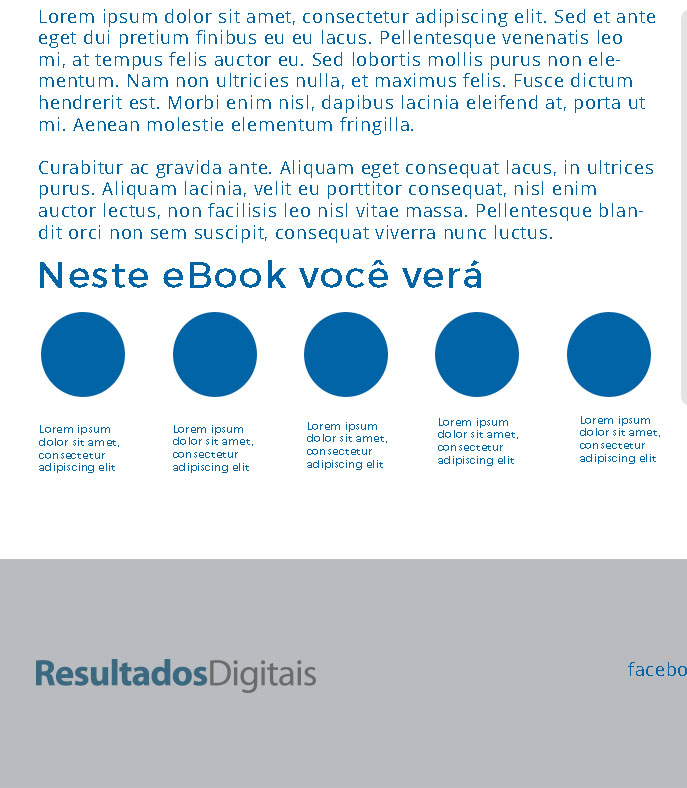 Lorem ipsum dolor sit amet, consectetur adipiscing elit. Sed et ante
eget dui pretium finibus eu eu lacus. Pellentesque venenatis leo
mi, at tempus felis auctor eu. Sed lobortis mollis purus non ele-
mentum. Nam non ultricies nulla, et maximus felis. Fusce dictum
hendrerit est. Morbi enim nisl, dapibus lacinia eleifend at, porta ut
mi. Aenean molestie elementum fringilla.
Curabitur ac gravida ante. Aliquam eget consequat lacus, in ultrices
purus. Aliquam lacinia, velit eu porttitor consequat, nisl enim
auctor lectus, non facilisis leo nisl vitae massa. Pellentesque blan-
dit orci non sem suscipit, consequat viverra nunc luctus.
Neste eBook você verá
Lorem ipsum
dolor sit amet,
consectetur
adipiscing elit
Lorem ipsum
dolor sit amet,
consectetur
adipiscing elit
Lorem ipsum
dolor sit amet,
consectetur
adipiscing elit
Lorem ipsum
dolor sit amet,
consectetur
adipiscing elit
Lorem ipsum
dolor sit amet,
consectetur
adipiscing elit
ResultadosDigitais
facebo